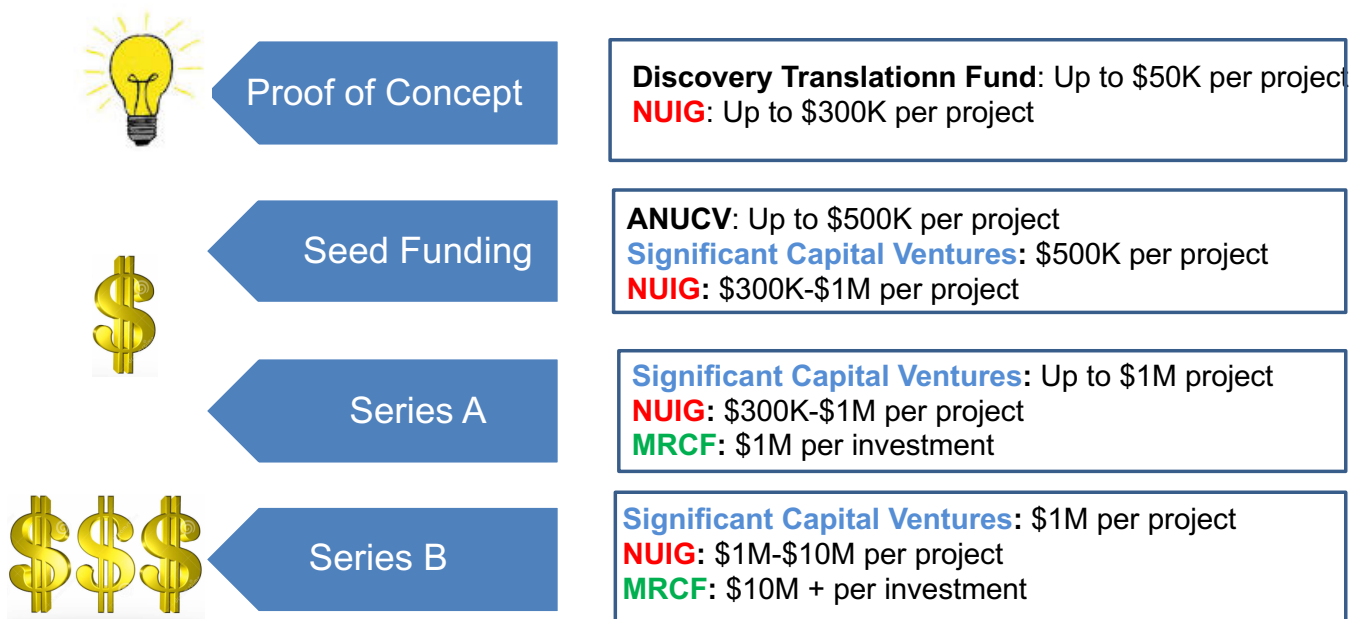 Proof of Concept
Discovery Translationn Fund: Up to $50K per project
NUIG: Up to $300K per project
Seed Funding
ANUCV: Up to $500K per project
Significant Capital Ventures: $500K per project
NUIG: $300K-$1M per project
Series A
Significant Capital Ventures: Up to $1M project
NUIG: $300K-$1M per project
MRCF: $1M per investment
Series B
Significant Capital Ventures: $1M per project
NUIG: $1M-$10M per project
MRCF: $10M + per investment